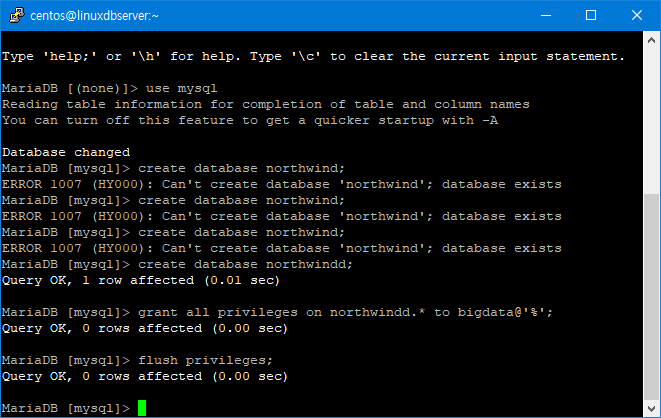 centos@linuxdbserver:~
Type 'help;' or '\h' for help. Type '\c' to clear the current input statement.
MariaDB [(none)]> use mysql
Reading table information for completion of table and column names
You can turn off this feature to get a quicker startup with -A
Database changed
MariaDB [mysql]> create database northwind;
ERROR 1007 (HY000): Can't create database 'northwind'; database exists
MariaDB [mysql]> create database northwind;
ERROR 1007 (HY000): Can't create database 'northwind'; database exists
MariaDB [mysql]> create database northwind;
ERROR 1007 (HY000): Can't create database 'northwind'; database exists
MariaDB [mysql]> create database northwindd;
Query OK, 1 row affected (0.01 sec)
MariaDB [mysql]> grant all privileges on northwindd.* to bigdata@'%';
Query OK, 0 rows affected (0.00 sec)
MariaDB [mysql]> flush privileges;
Query OK, 0 rows affected (0.00 sec)
MariaDB [mysql]>